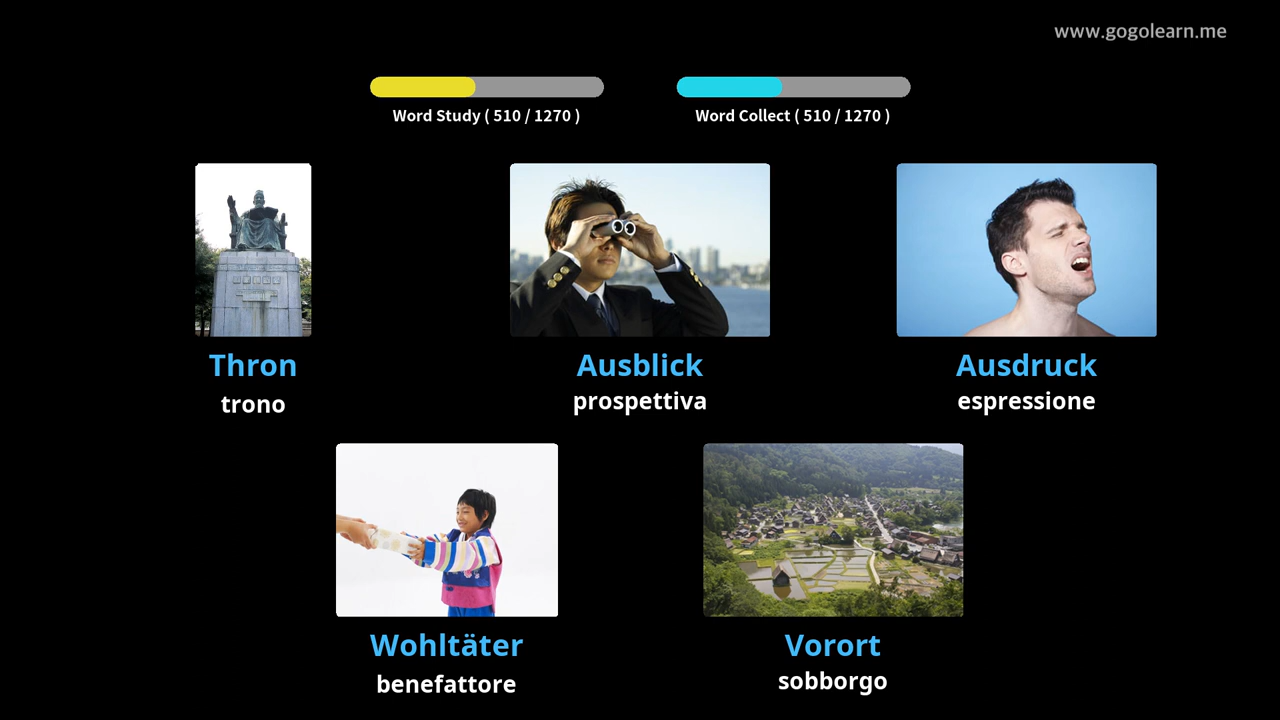 www.gogolearn.me
Word Study ( 510 / 1270 )
Word Collect ( 510 / 1270 )
Thron
trono
Ausblick
prospettiva
Ausdruck
espressione
Wohltäter
benefattore
Vorort
sobborgo